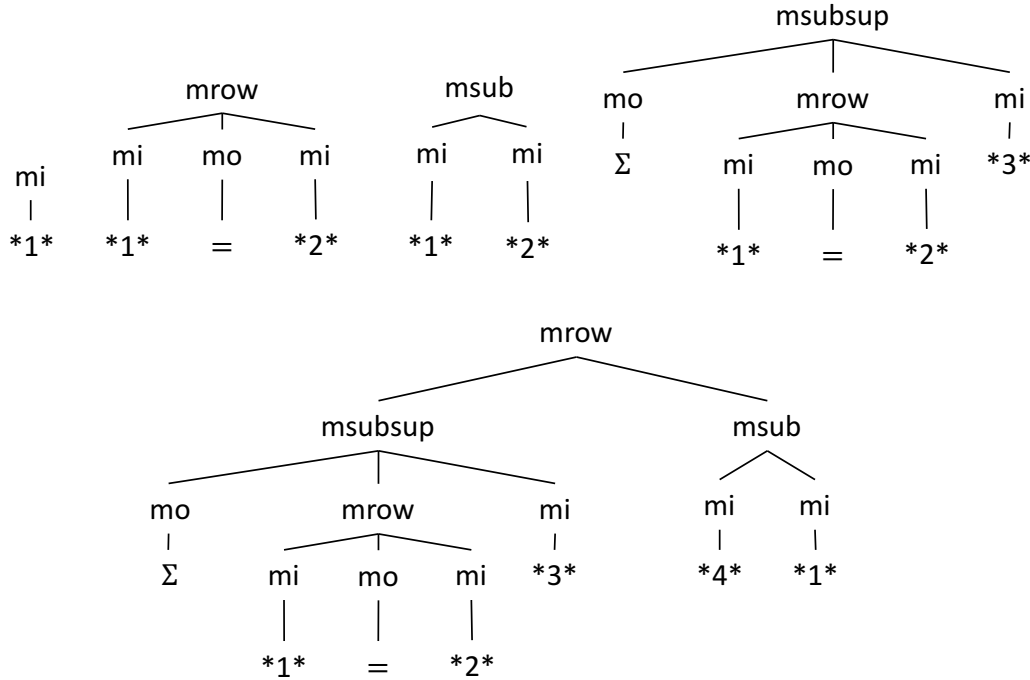 msubsup
mrow msub mo mrow mi
mi mi mo mi mi mi Σ mi mo mi *3*
*1* *1* = *2* *1* *2* *1* = *2*
mrow
msubsup msub
mo mrow mi mi mi
Σ mi mo mi *3* *4* *1*
*1* = *2*